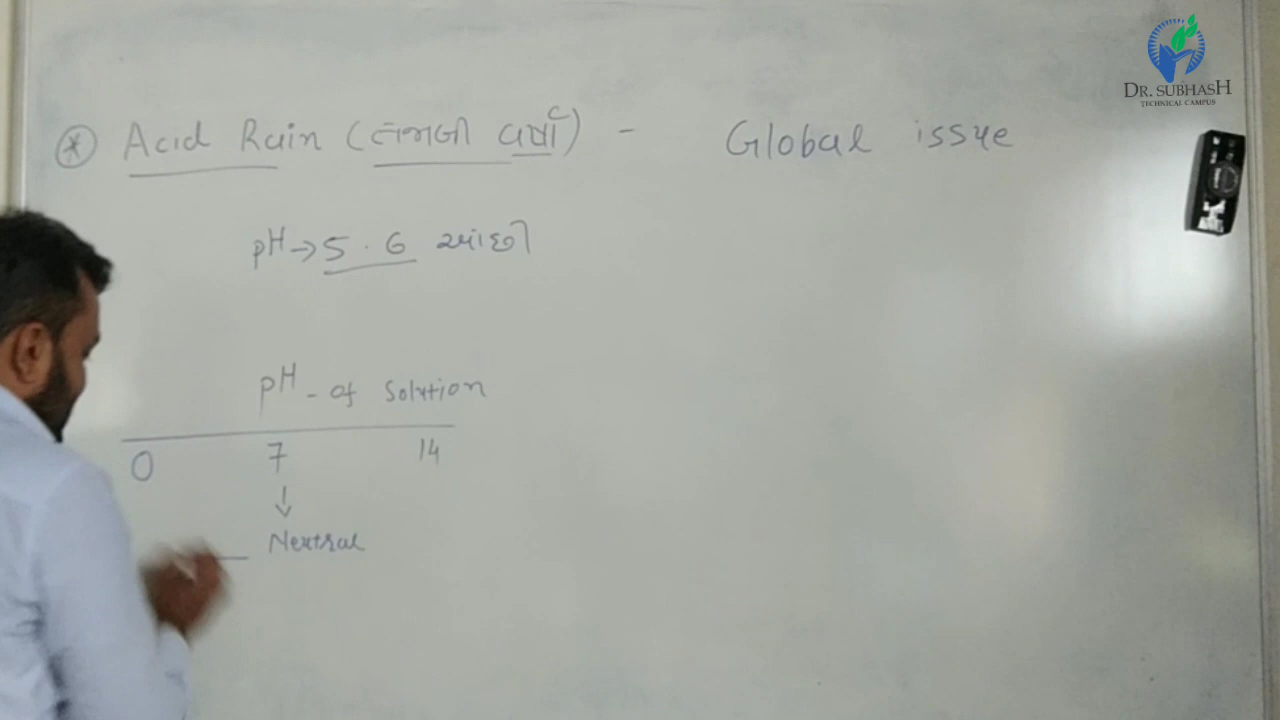 * Acid Rain (તેજાબી વર્ષા) - Global issue
pH → 5.6 ઓછી
pH - of Solution
0 7 14
↓
Neutral
DR. SUBHASH
TECHNICAL CAMPUS